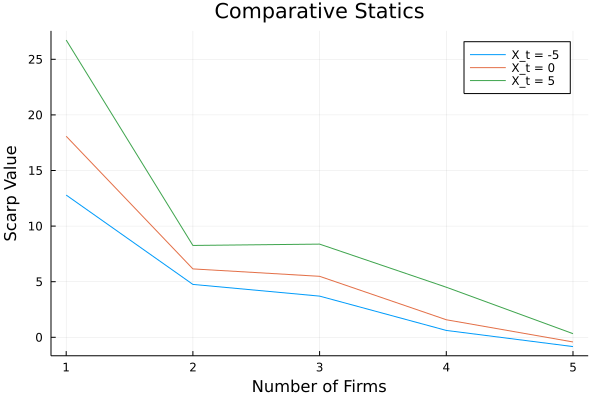 Comparative Statics
Scarp Value
25
20
15
10
5
0
X_t = -5
X_t = 0
X_t = 5
1 2 3 4 5
Number of Firms